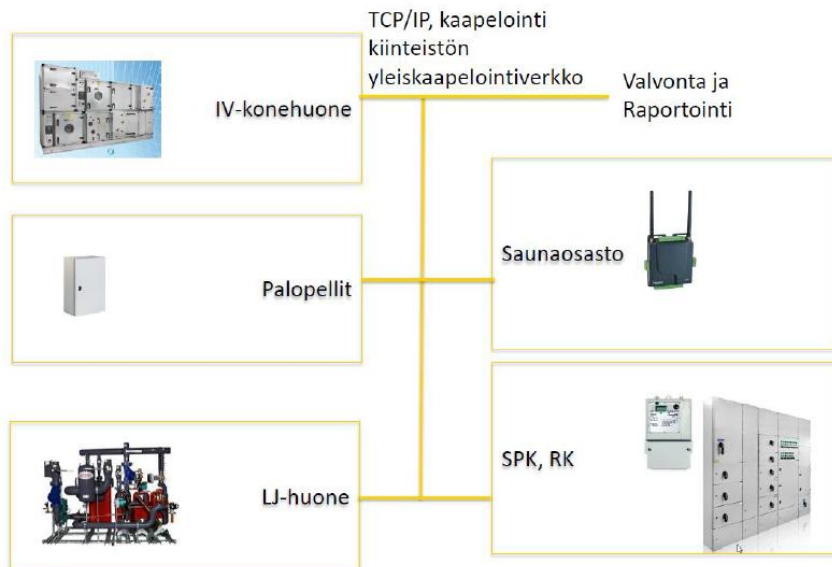 TCP/IP, kaapelointi
kiinteistön
yleiskaapelointiverkko
Valvonta ja
Raportointi
IV-konehuone
Saunaosasto
Palopellit
SPK, RK
LJ-huone